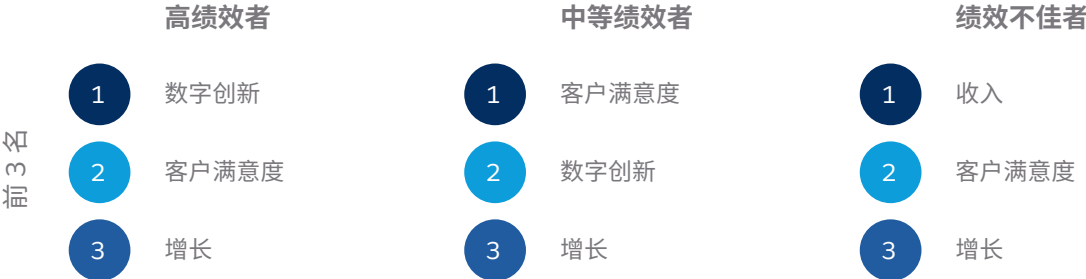 高绩效者 中等绩效者 绩效不佳者
前 3 名
1 数字创新 1 客户满意度 1 收入
2 客户满意度 2 数字创新 2 客户满意度
3 增长 3 增长 3 增长